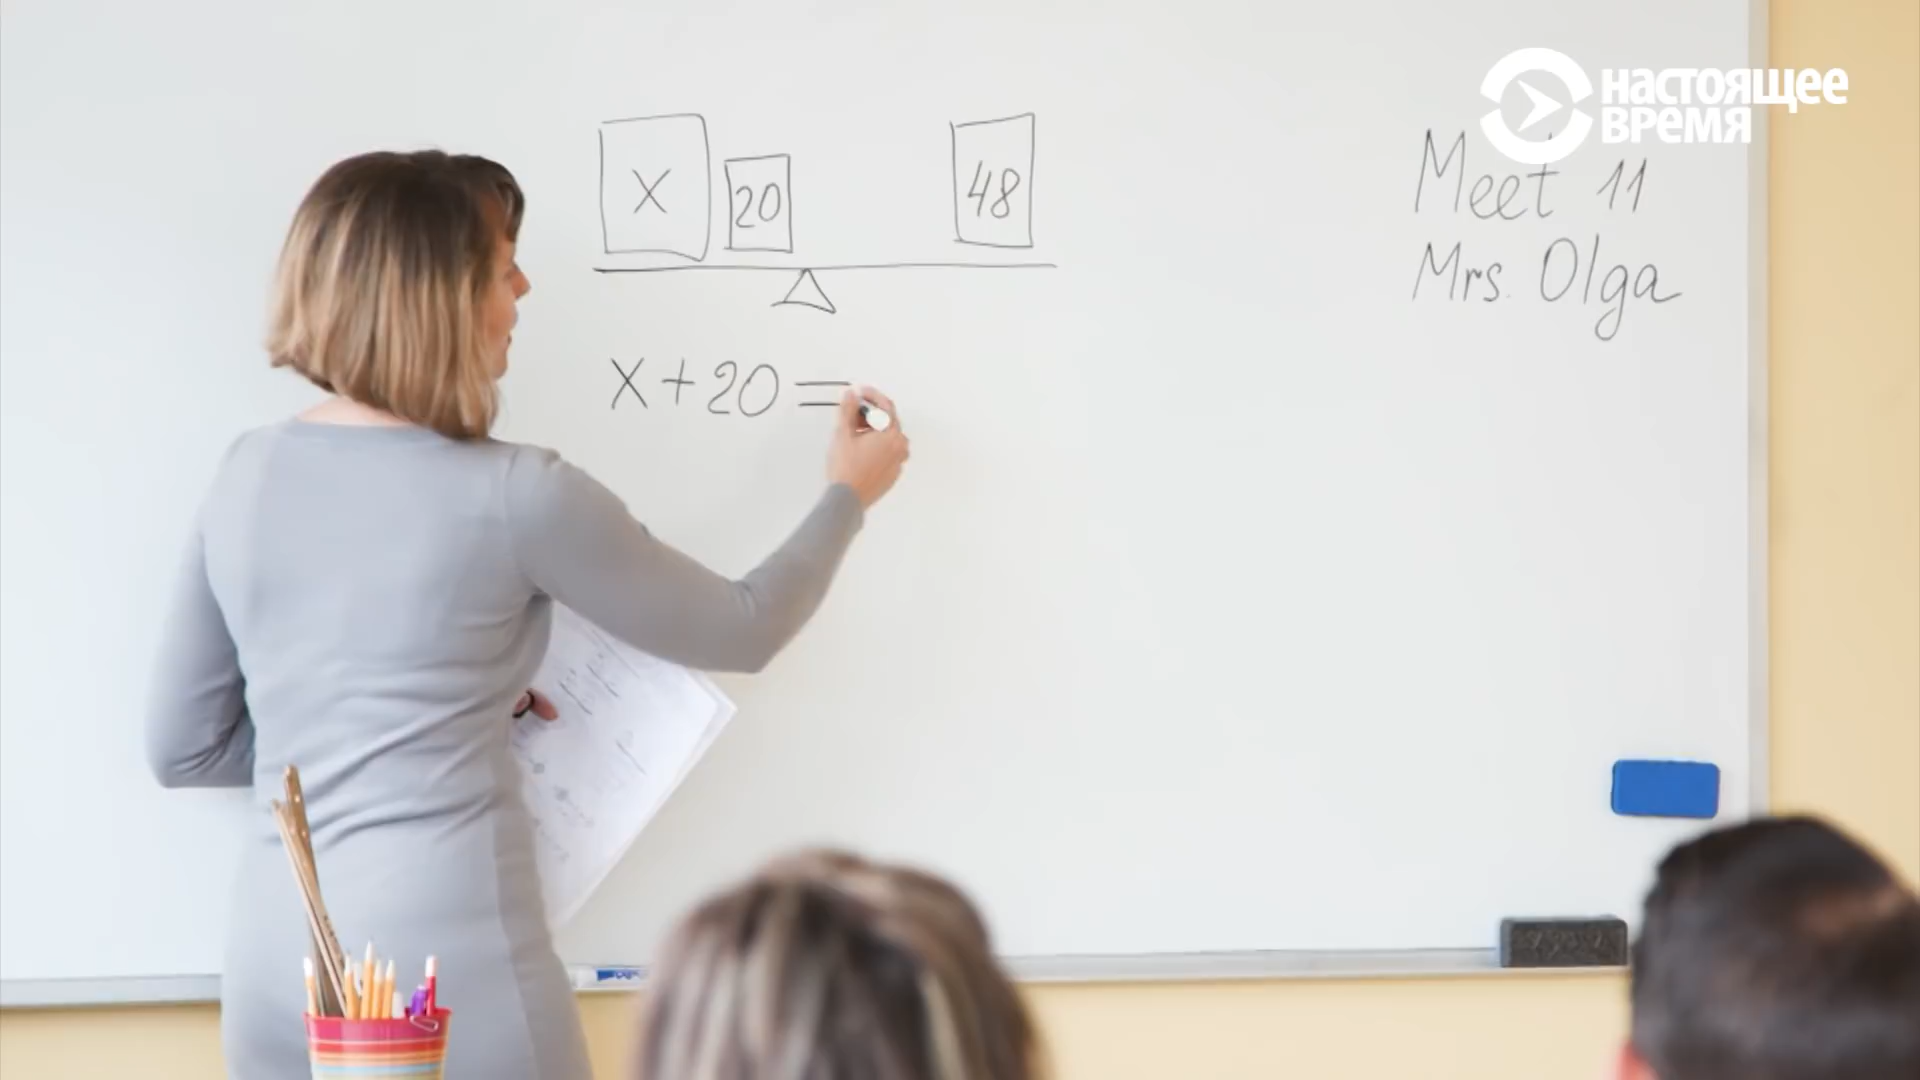 настоящее
время
Meet 11
Mrs. Olga
X 20 48
X + 20 =